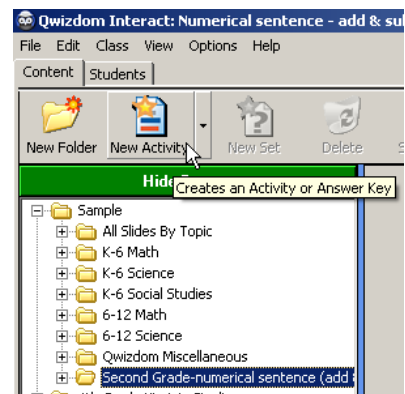 Qwizdom Interact: Numerical sentence - add & su
File Edit Class View Options Help
Content Students
New Folder New Activity New Set Delete
Hide
Creates an Activity or Answer Key
Sample
All Slides By Topic
K-6 Math
K-6 Science
K-6 Social Studies
6-12 Math
6-12 Science
Qwizdom Miscellaneous
Second Grade-numerical sentence (add